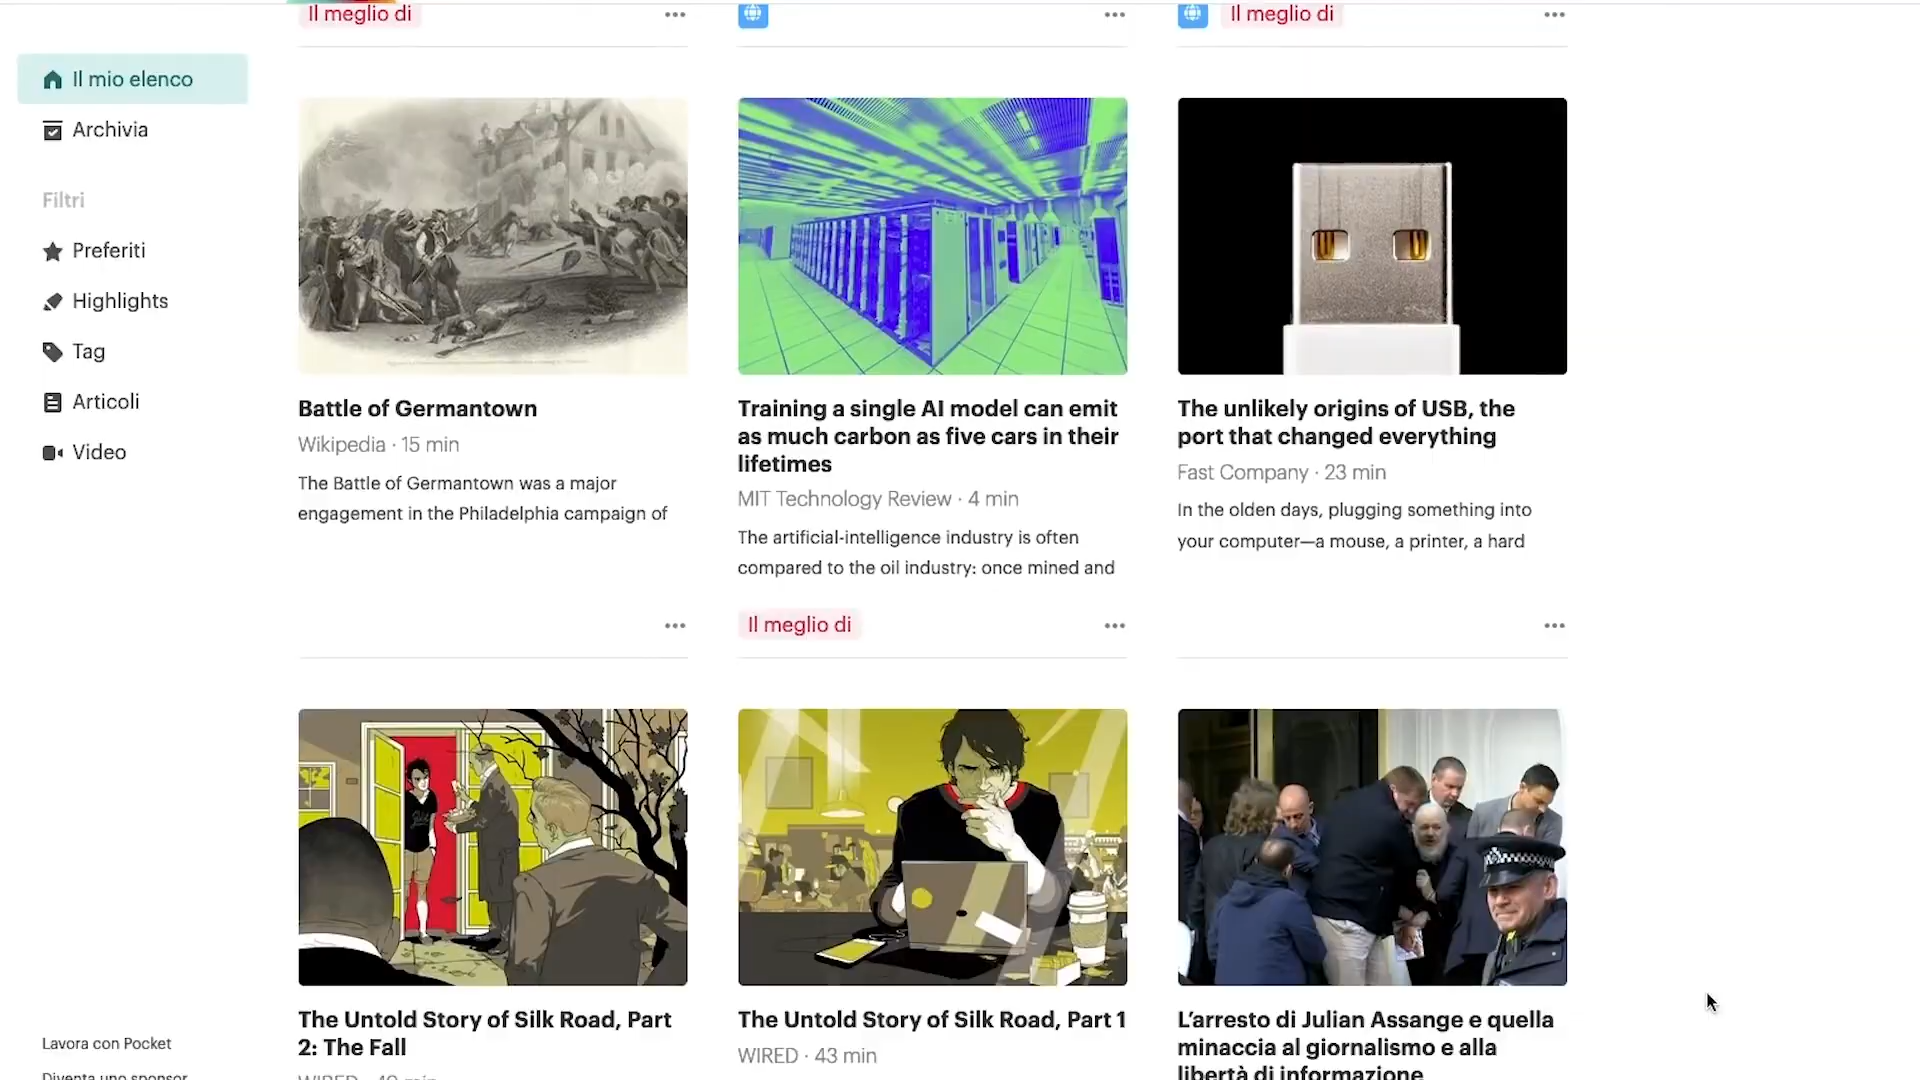 Il meglio di
Il meglio di
Il mio elenco
Archivia
Filtri
Preferiti
Highlights
Tag
Articoli
Video
Battle of Germantown
Wikipedia · 15 min
The Battle of Germantown was a major
engagement in the Philadelphia campaign of
Training a single AI model can emit
as much carbon as five cars in their
lifetimes
MIT Technology Review · 4 min
The artificial-intelligence industry is often
compared to the oil industry: once mined and
Il meglio di
The unlikely origins of USB, the
port that changed everything
Fast Company · 23 min
In the olden days, plugging something into
your computer—a mouse, a printer, a hard
The Untold Story of Silk Road, Part
2: The Fall
WIRED · 40 min
The Untold Story of Silk Road, Part 1
WIRED · 43 min
L'arresto di Julian Assange e quella
minaccia al giornalismo e alla
libertà di informazione
Lavora con Pocket
Diventa uno sponsor